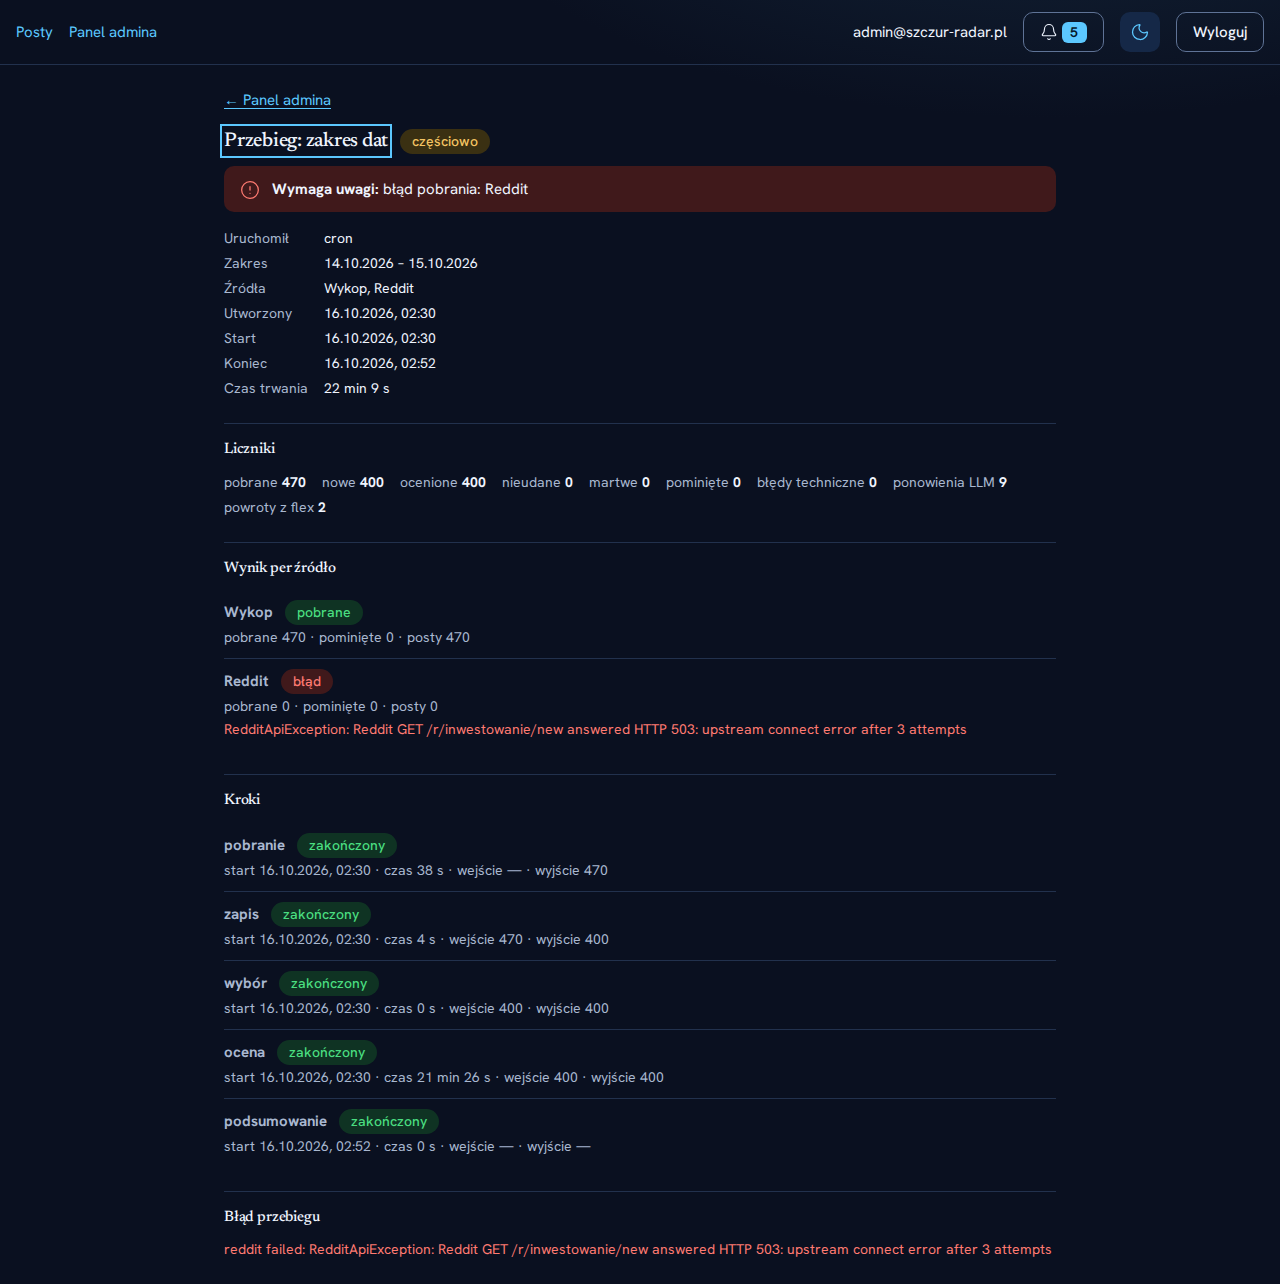 Posty Panel admina admin@szczur-radar.pl 5 Wyloguj
← Panel admina
Przebieg: zakres dat częściowo
Wymaga uwagi: błąd pobrania: Reddit
Uruchomił cron
Zakres 14.10.2026 – 15.10.2026
Źródła Wykop, Reddit
Utworzony 16.10.2026, 02:30
Start 16.10.2026, 02:30
Koniec 16.10.2026, 02:52
Czas trwania 22 min 9 s
Liczniki
pobrane 470 nowe 400 ocenione 400 nieudane 0 martwe 0 pominięte 0 błędy techniczne 0 ponowienia LLM 9
powroty z flex 2
Wynik per źródło
Wykop pobrane
pobrane 470 · pominięte 0 · posty 470
Reddit błąd
pobrane 0 · pominięte 0 · posty 0
RedditApiException: Reddit GET /r/inwestowanie/new answered HTTP 503: upstream connect error after 3 attempts
Kroki
pobranie zakończony
start 16.10.2026, 02:30 · czas 38 s · wejście — · wyjście 470
zapis zakończony
start 16.10.2026, 02:30 · czas 4 s · wejście 470 · wyjście 400
wybór zakończony
start 16.10.2026, 02:30 · czas 0 s · wejście 400 · wyjście 400
ocena zakończony
start 16.10.2026, 02:30 · czas 21 min 26 s · wejście 400 · wyjście 400
podsumowanie zakończony
start 16.10.2026, 02:52 · czas 0 s · wejście — · wyjście —
Błąd przebiegu
reddit failed: RedditApiException: Reddit GET /r/inwestowanie/new answered HTTP 503: upstream connect error after 3 attempts